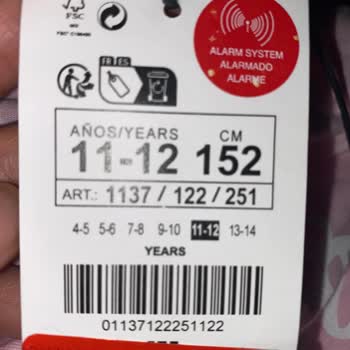 FSC
ALARM SYSTEM
ALARMADO
ALARME
FR ES
AÑOS/YEARS CM
11-12 152
ART.: 1137 / 122 / 251
4-5 5-6 7-8 9-10 11-12 13-14
YEARS
01137122251122